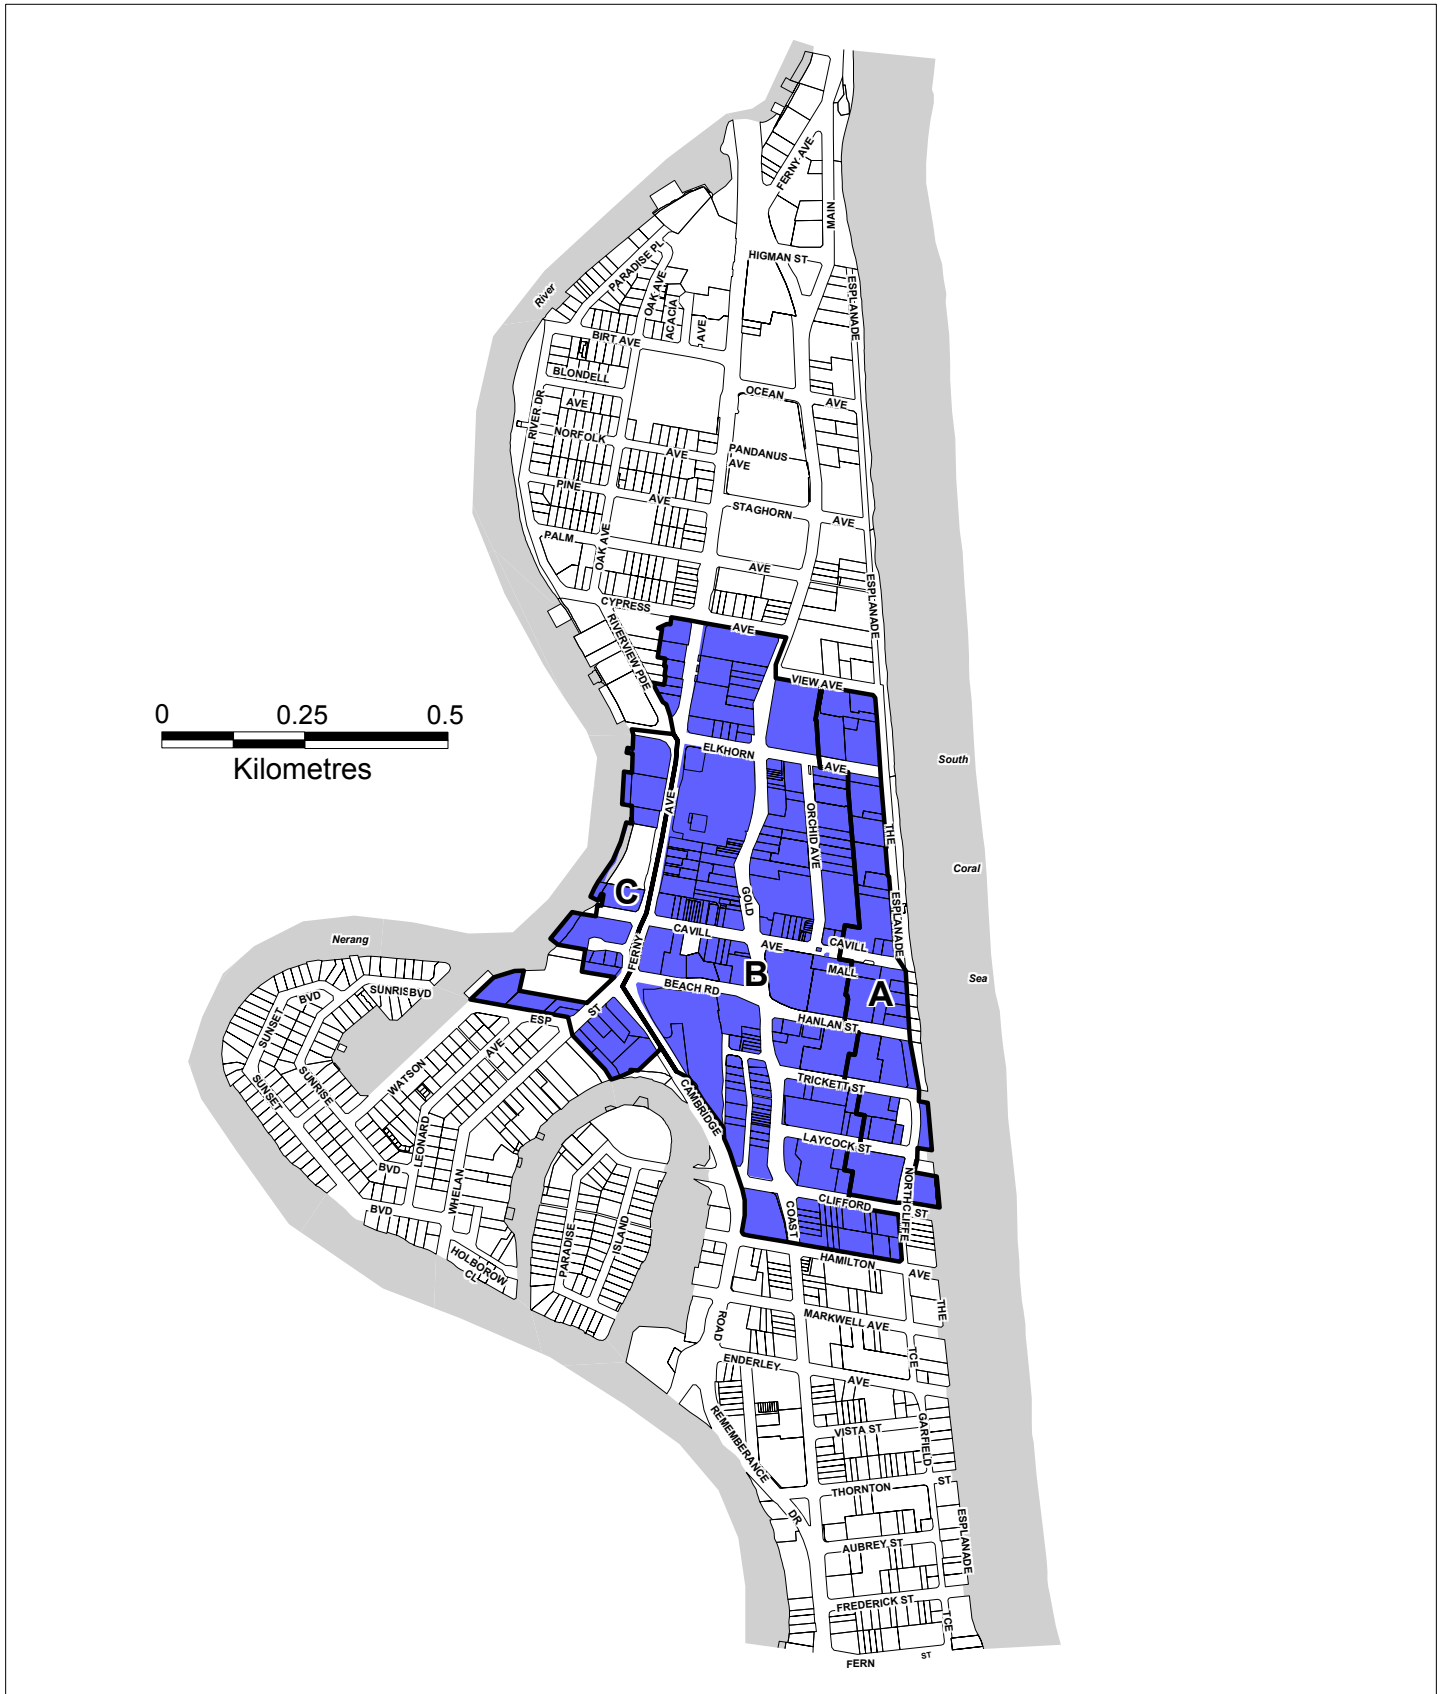 FERNY AVE
MAIN
HIGMAN ST
PARADISE PL
OAK AVE
ACACIA
AVE
ESPLANADE
River
BIRT AVE
BLONDELL
AVE
RIVER DR
OCEAN
AVE
NORFOLK
AVE
PANDANUS
AVE
PINE
AVE
STAGHORN
AVE
PALM
OAK AVE
AVE
ESPLANADE
CYPRESS
AVE
RIVERVIEW PDE
VIEW AVE
0 0.25 0.5
Kilometres
ELKHORN
AVE
South
AVE
ORCHID AVE
THE
Coral
C
GOLD
ESPLANADE
CAVILL
AVE
CAVILL
MALL
Nerang
FERNY
B
A
Sea
BEACH RD
HANLAN ST
SUNRISE
BVD
BVD
SUNSET
ESP
ST
AVE
WATSON
SUNSET
SUNRISE
CAMBRIDGE
TRICKETT ST
LEONARD
LAYCOCK ST
BVD
WHELAN
BVD
NORTHCLIFFE
CLIFFORD
ST
COAST
PARADISE
ISLAND
HOLBOROW
CL
HAMILTON
AVE
THE
ROAD
MARKWELL AVE
TCE
ENDERLEY
AVE
REMEMBERANCE
DR
GARFIELD
VISTA ST
THORNTON
ST
ESPLANADE
AUBREY ST
FREDERICK ST
TCE
FERN
ST